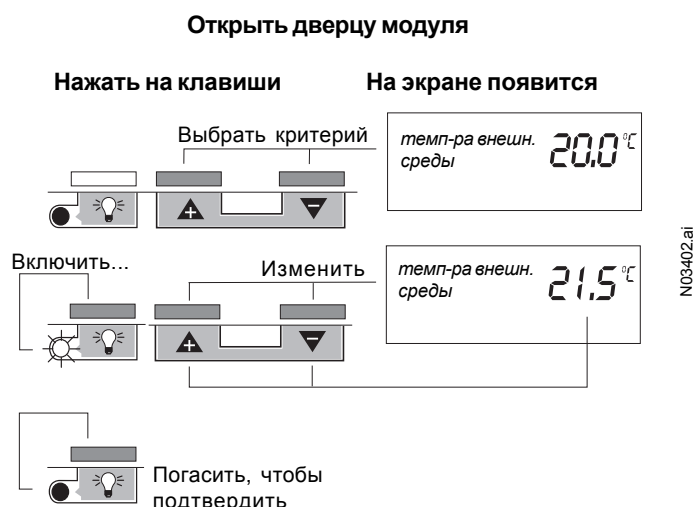 Открыть дверцу модуля
Нажать на клавиши
На экране появится
Выбрать критерий
темп-ра внешн.
среды
20.0 °C
Включить...
Изменить
темп-ра внешн.
среды
21.5 °C
Погасить, чтобы
подтвердить
N03402.ai